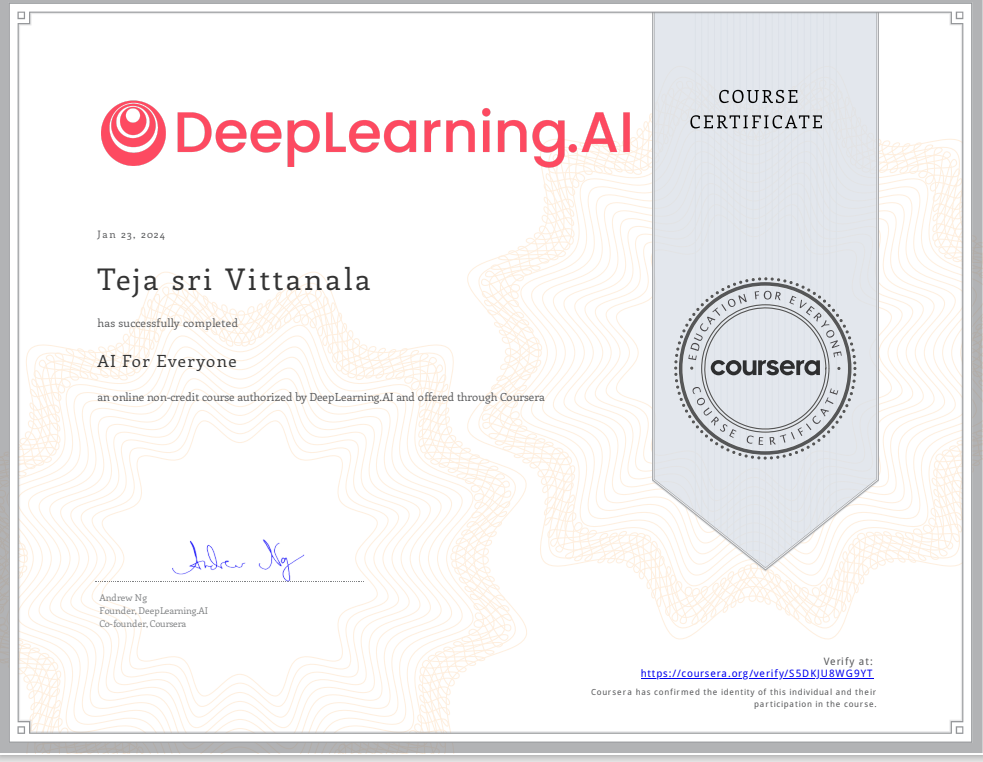 COURSE
CERTIFICATE
DeepLearning.AI
Jan 23, 2024
Teja sri Vittanala
has successfully completed
AI For Everyone
an online non-credit course authorized by DeepLearning.AI and offered through Coursera
EDUCATION FOR EVERYONE
coursera
COURSE CERTIFICATE
Andrew Ng
Andrew Ng
Founder, DeepLearning.AI
Co-founder, Coursera
Verify at:
https://coursera.org/verify/S5DKJU8WG9YT
Coursera has confirmed the identity of this individual and their
participation in the course.